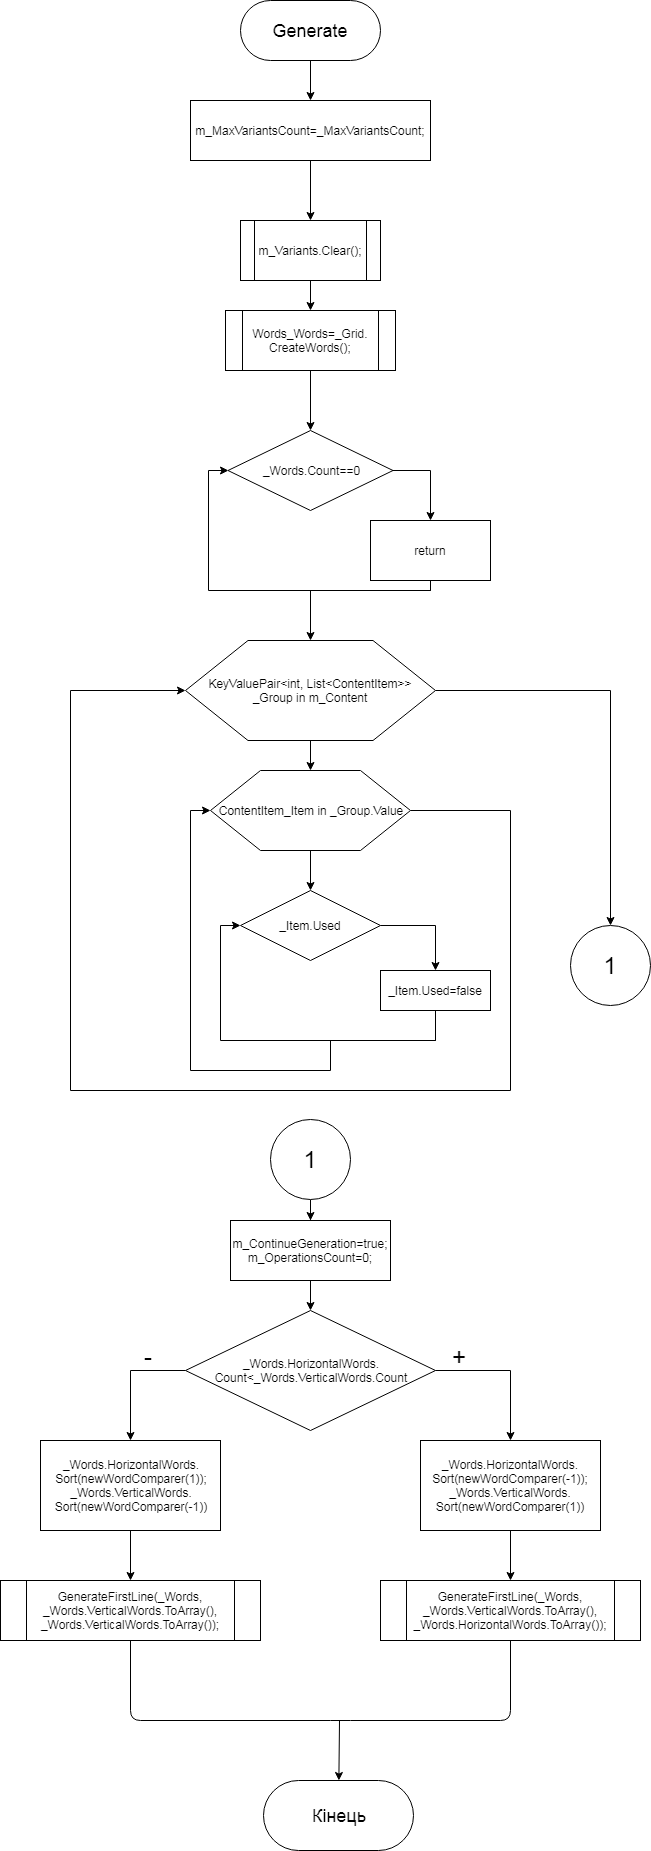 Generate
m_MaxVariantsCount=_MaxVariantsCount;
m_Variants.Clear();
Words_Words=_Grid.
CreateWords();
_Words.Count==0
return
KeyValuePair<int, List<ContentItem>>
_Group in m_Content
ContentItem_Item in _Group.Value
_Item.Used
1
_Item.Used=false
1
m_ContinueGeneration=true;
m_OperationsCount=0;
_Words.HorizontalWords.
Count<_Words.VerticalWords.Count
-
+
_Words.HorizontalWords.
Sort(newWordComparer(1));
_Words.VerticalWords.
Sort(newWordComparer(-1))
_Words.HorizontalWords.
Sort(newWordComparer(-1));
_Words.VerticalWords.
Sort(newWordComparer(1))
GenerateFirstLine(_Words,
_Words.VerticalWords.ToArray(),
_Words.VerticalWords.ToArray());
GenerateFirstLine(_Words,
_Words.VerticalWords.ToArray(),
_Words.HorizontalWords.ToArray());
Кінець